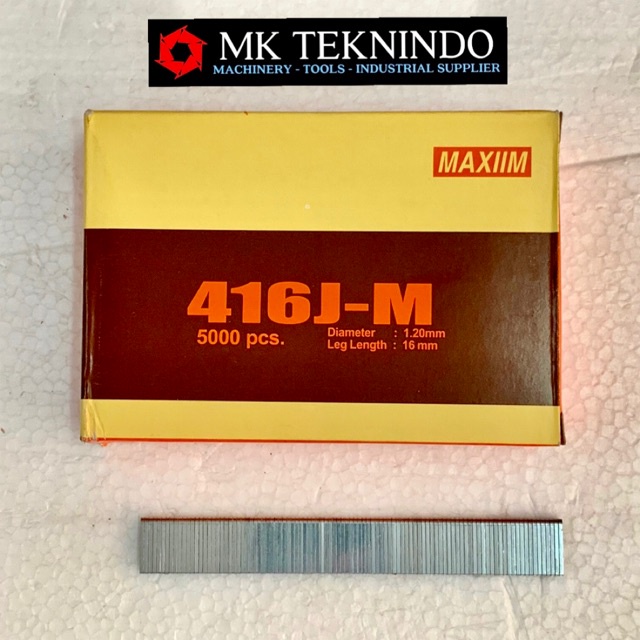 MK TEKNINDO
MACHINERY - TOOLS - INDUSTRIAL SUPPLIER
MAXIIM
416J-M
5000 pcs.
Diameter : 1.20mm
Leg Length : 16 mm